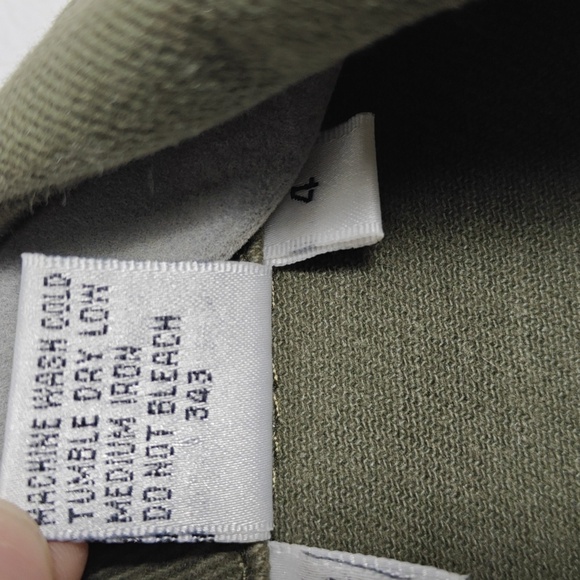 MACHINE WASH COLD
TUMBLE DRY LOW
MEDIUM IRON
DO NOT BLEACH
343
4